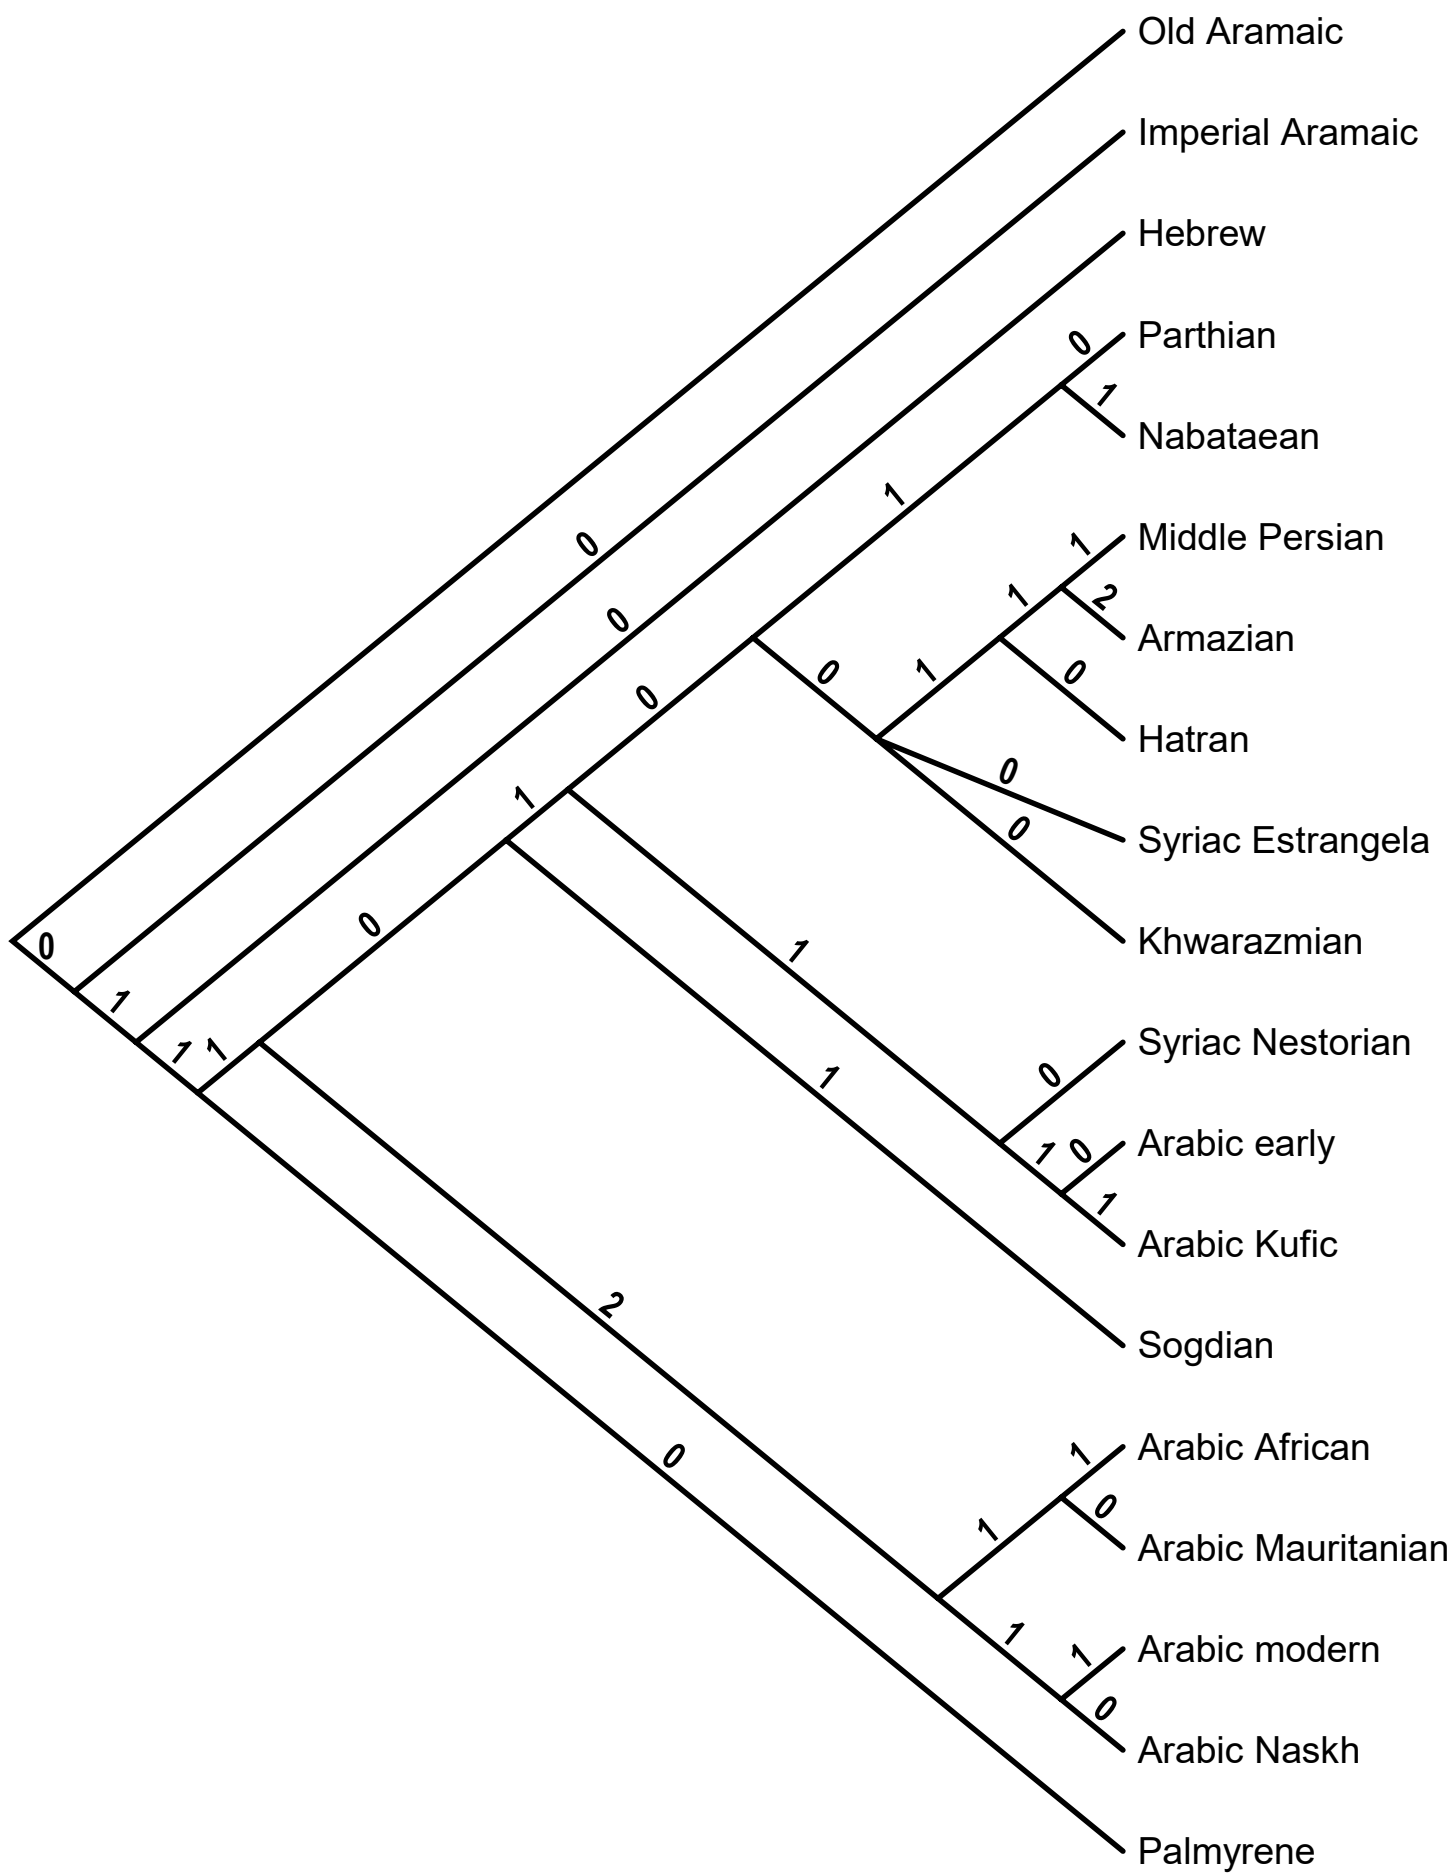 Old Aramaic
Imperial Aramaic
Hebrew
0
Parthian
1
Nabataean
1
1
Middle Persian
0
1
2
Armazian
0
1
0
0
Hatran
0
0
1
0
Syriac Estrangela
0
0
Khwarazmian
1
1
1
1
Syriac Nestorian
1
0
0
1
Arabic early
1
Arabic Kufic
2
Sogdian
0
1
Arabic African
1
0
Arabic Mauritanian
1
1
Arabic modern
0
Arabic Naskh
Palmyrene